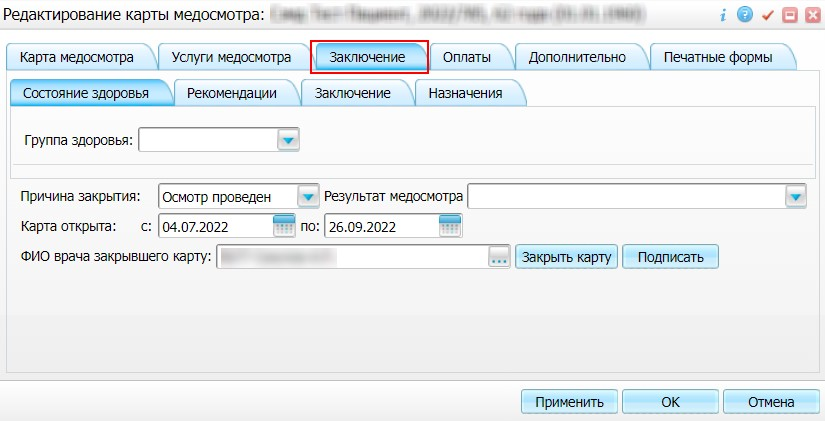 Редактирование карты медосмотра:
Карта медосмотра Услуги медосмотра Заключение Оплаты Дополнительно Печатные формы
Состояние здоровья Рекомендации Заключение Назначения
Группа здоровья:
Причина закрытия: Осмотр проведен Результат медосмотра
Карта открыта: с: 04.07.2022 по: 26.09.2022
ФИО врача закрывшего карту: ... Закрыть карту Подписать
Применить OK Отмена